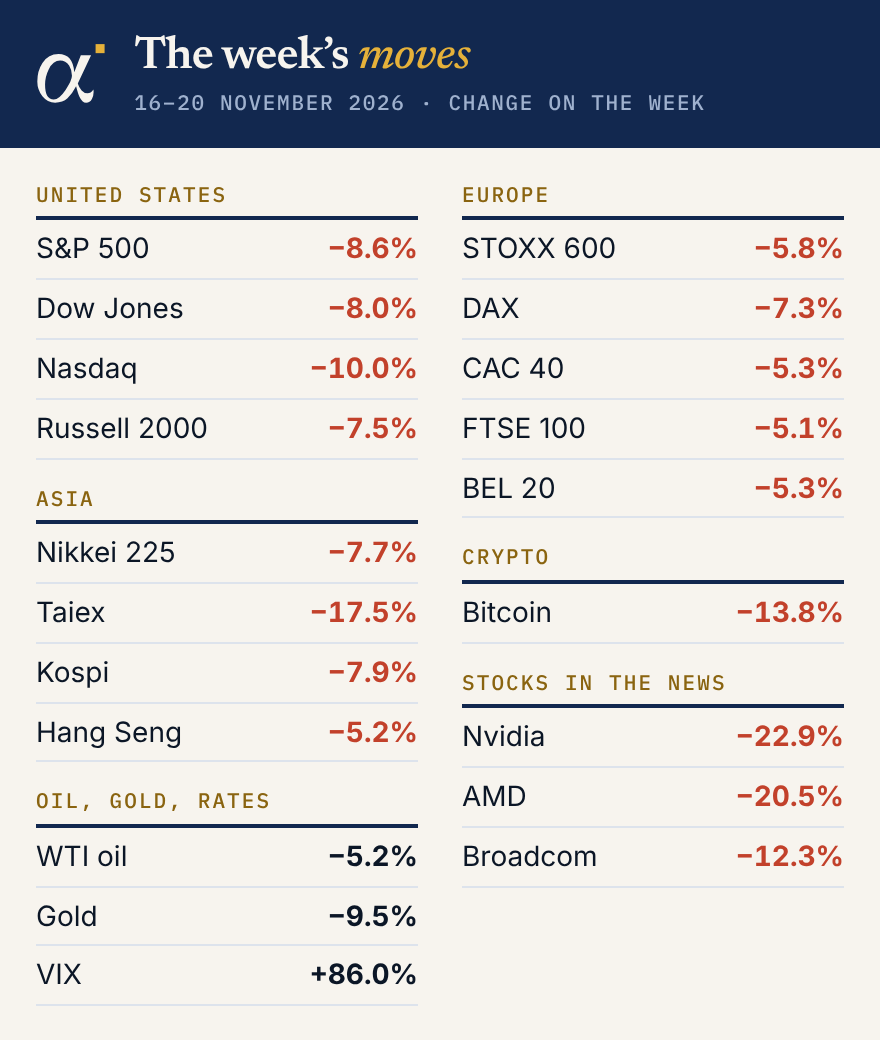 α
The week’s moves
16–20 NOVEMBER 2026 · CHANGE ON THE WEEK
UNITED STATES
S&P 500 −8.6%
Dow Jones −8.0%
Nasdaq −10.0%
Russell 2000 −7.5%
ASIA
Nikkei 225 −7.7%
Taiex −17.5%
Kospi −7.9%
Hang Seng −5.2%
OIL, GOLD, RATES
WTI oil −5.2%
Gold −9.5%
VIX +86.0%
EUROPE
STOXX 600 −5.8%
DAX −7.3%
CAC 40 −5.3%
FTSE 100 −5.1%
BEL 20 −5.3%
CRYPTO
Bitcoin −13.8%
STOCKS IN THE NEWS
Nvidia −22.9%
AMD −20.5%
Broadcom −12.3%